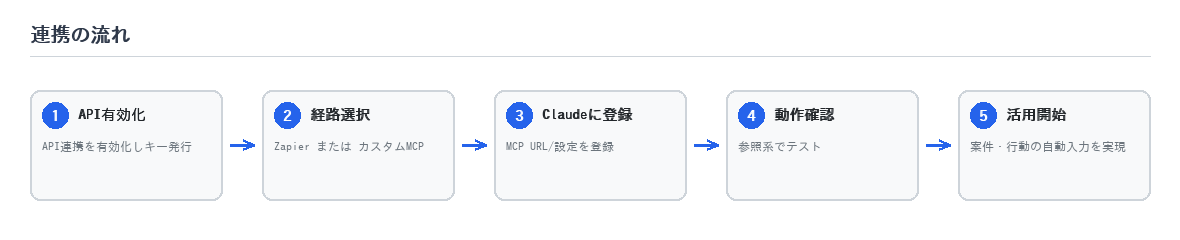 連携の流れ
1 API有効化
API連携を有効化しキー発行
2 経路選択
Zapier または カスタムMCP
3 Claudeに登録
MCP URL/設定を登録
4 動作確認
参照系でテスト
5 活用開始
案件・行動の自動入力を実現